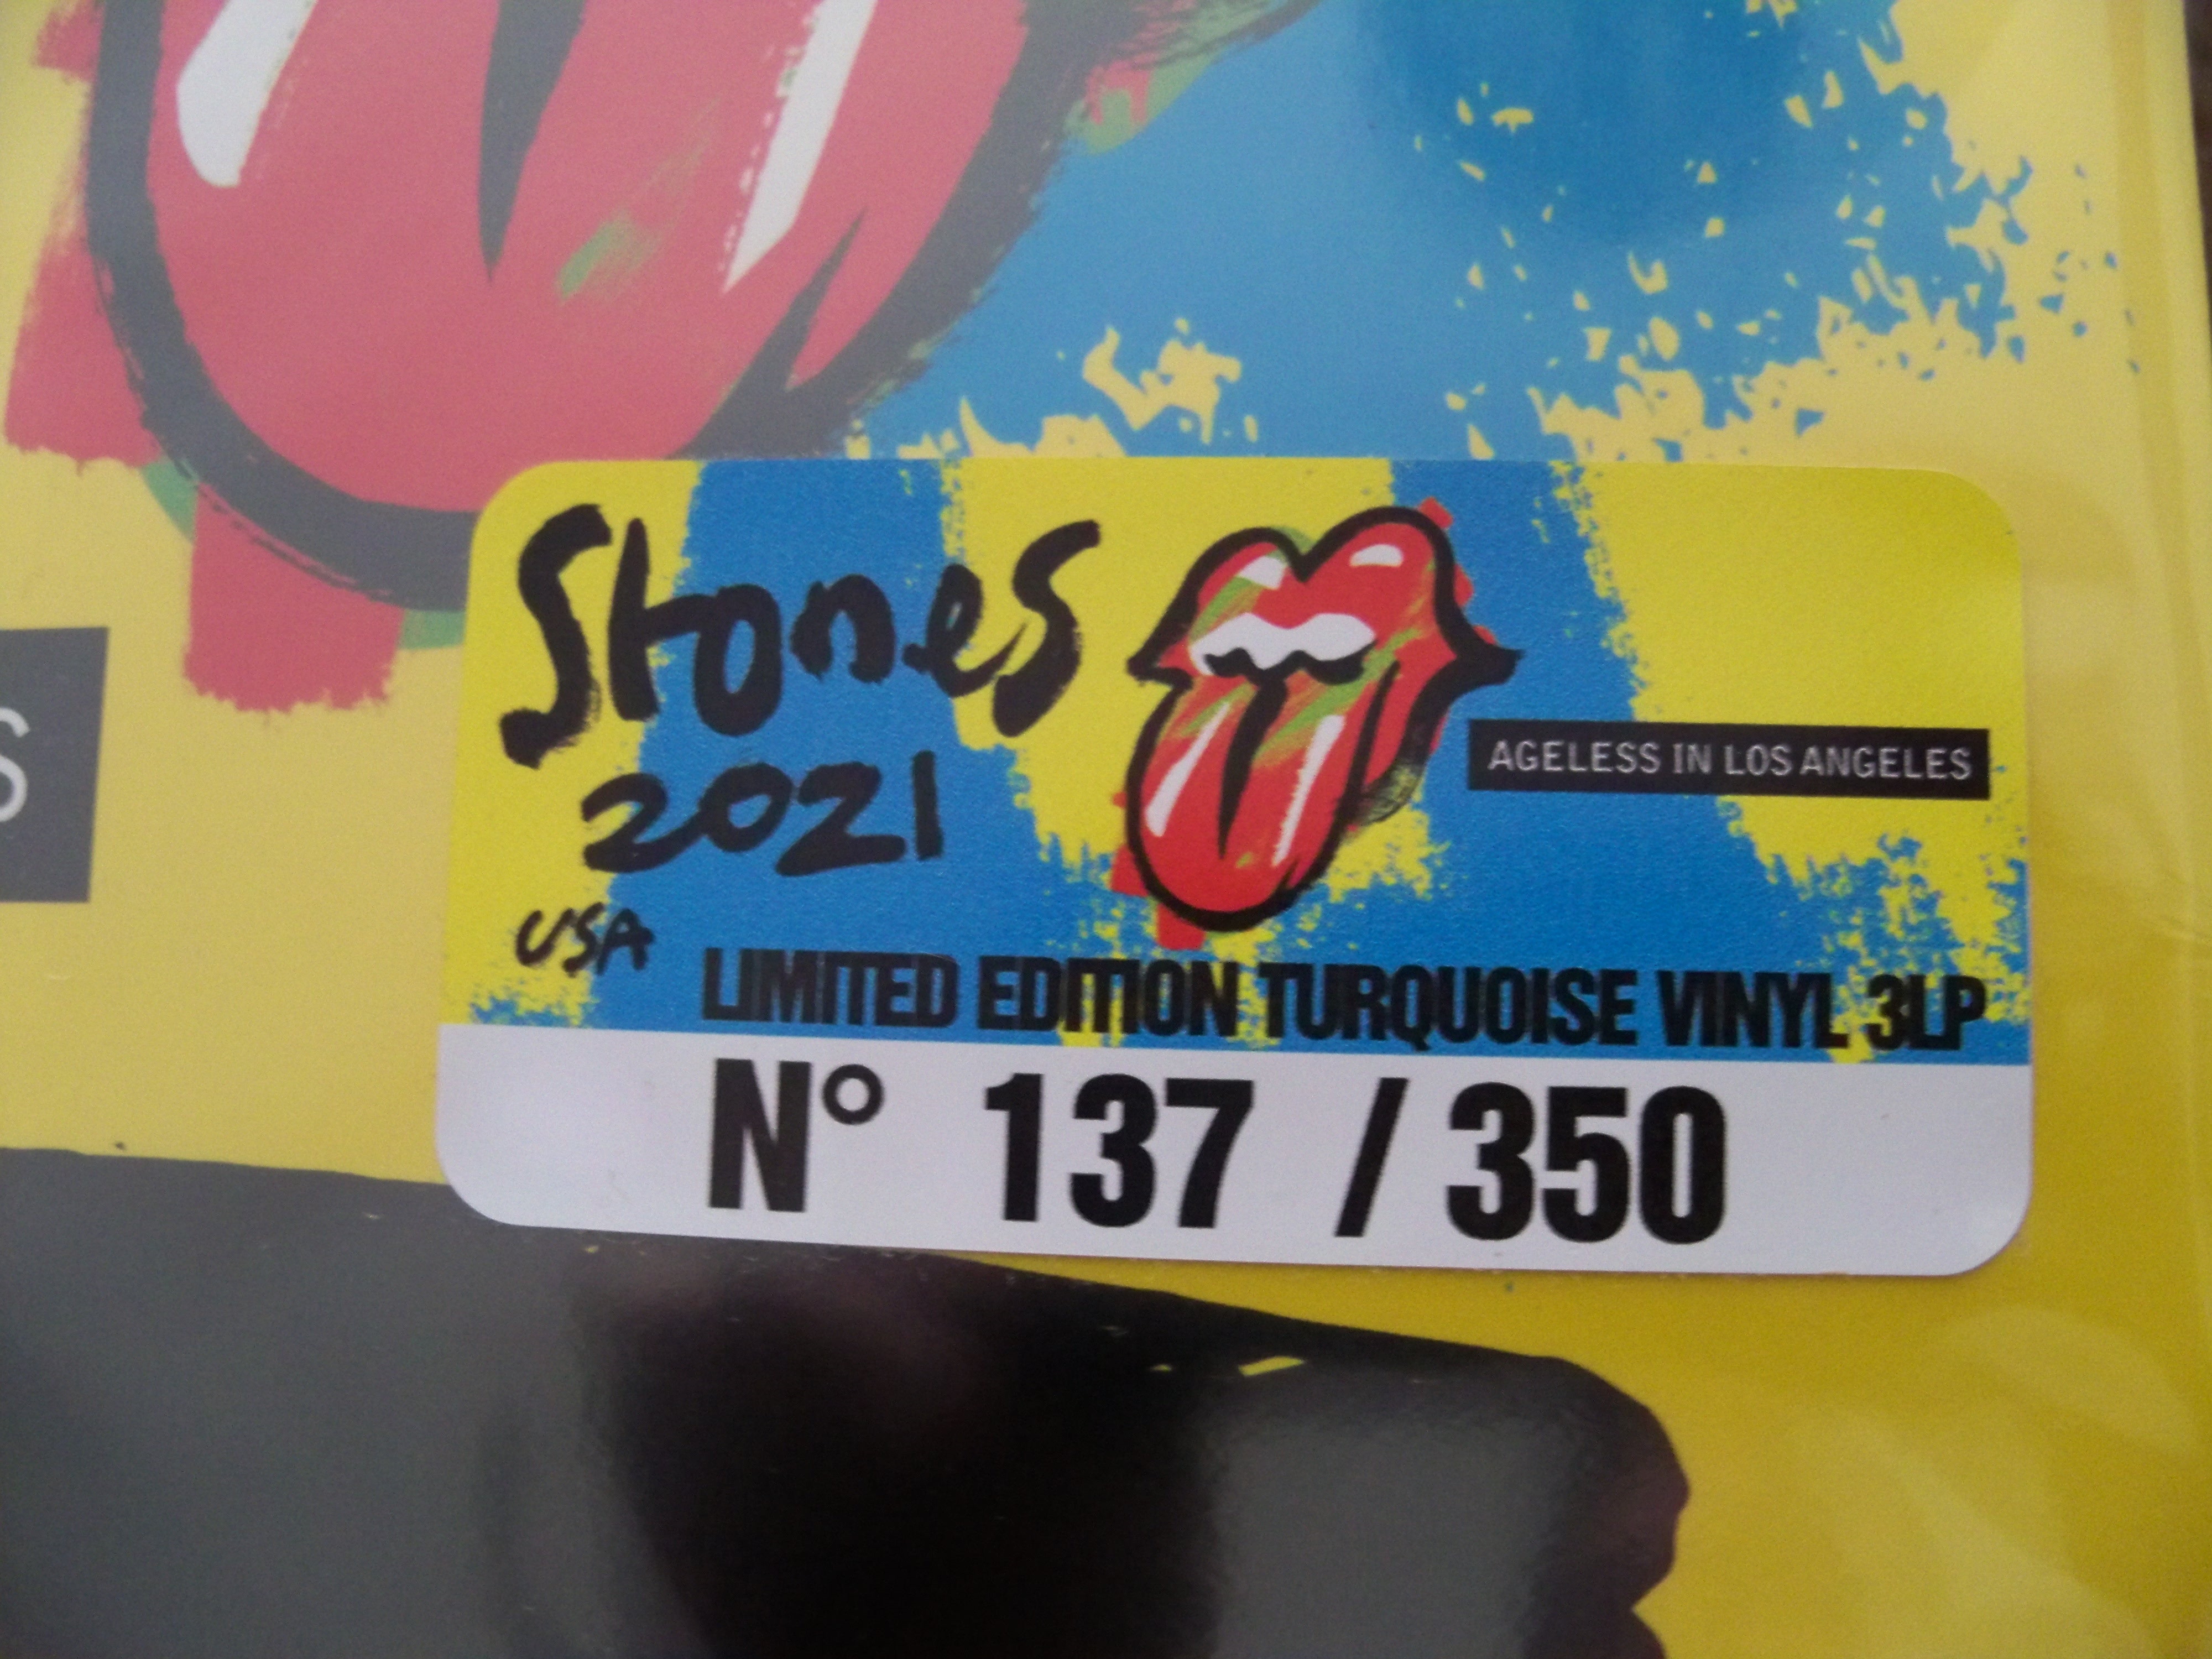 S
Stones
2021
USA
AGELESS IN LOS ANGELES
LIMITED EDITION TURQUOISE VINYL 3LP
N° 137 / 350